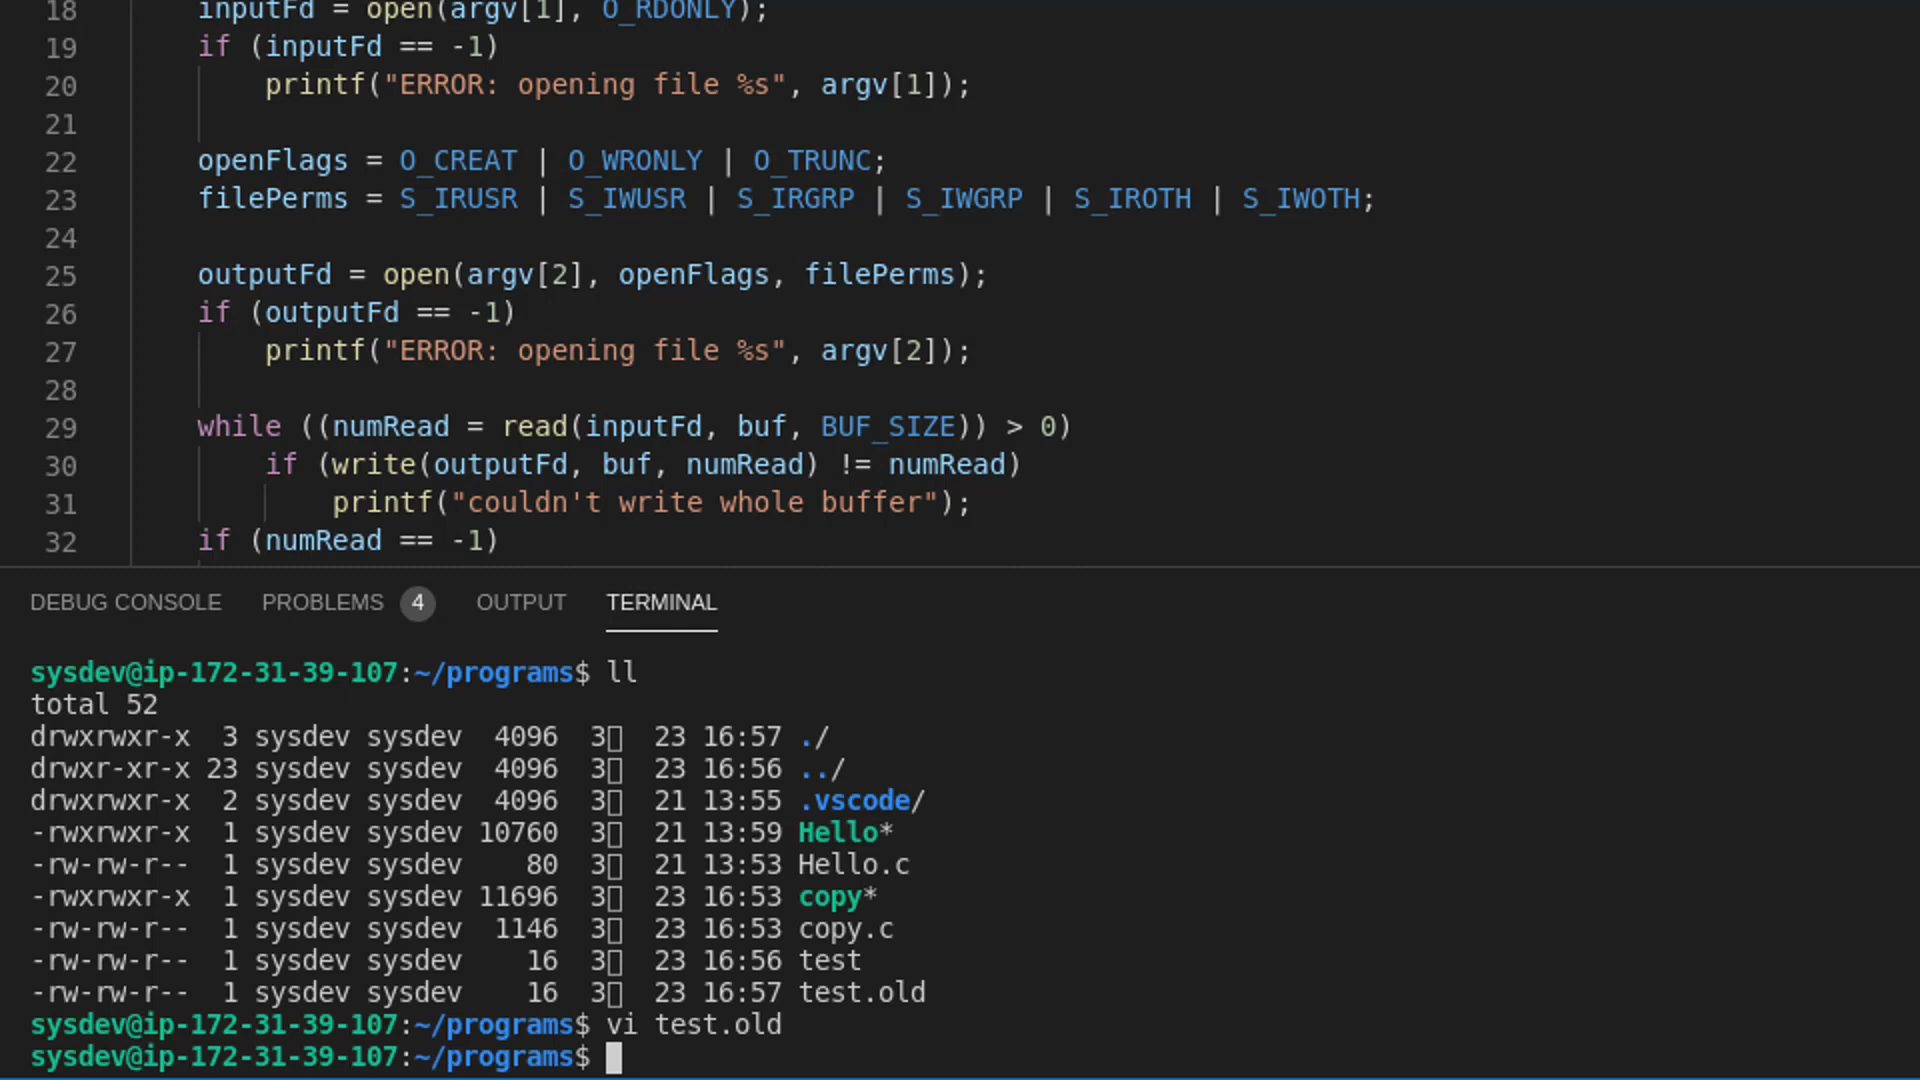 18 inputFd = open(argv[1], O_RDONLY);
19 if (inputFd == -1)
20 printf("ERROR: opening file %s", argv[1]);
21
22 openFlags = O_CREAT | O_WRONLY | O_TRUNC;
23 filePerms = S_IRUSR | S_IWUSR | S_IRGRP | S_IWGRP | S_IROTH | S_IWOTH;
24
25 outputFd = open(argv[2], openFlags, filePerms);
26 if (outputFd == -1)
27 printf("ERROR: opening file %s", argv[2]);
28
29 while ((numRead = read(inputFd, buf, BUF_SIZE)) > 0)
30 if (write(outputFd, buf, numRead) != numRead)
31 printf("couldn't write whole buffer");
32 if (numRead == -1)
DEBUG CONSOLE PROBLEMS 4 OUTPUT TERMINAL
sysdev@ip-172-31-39-107:~/programs$ ll
total 52
drwxrwxr-x 3 sysdev sysdev 4096 3▯ 23 16:57 ./
drwxr-xr-x 23 sysdev sysdev 4096 3▯ 23 16:56 ../
drwxrwxr-x 2 sysdev sysdev 4096 3▯ 21 13:55 .vscode/
-rwxrwxr-x 1 sysdev sysdev 10760 3▯ 21 13:59 Hello*
-rw-rw-r-- 1 sysdev sysdev 80 3▯ 21 13:53 Hello.c
-rwxrwxr-x 1 sysdev sysdev 11696 3▯ 23 16:53 copy*
-rw-rw-r-- 1 sysdev sysdev 1146 3▯ 23 16:53 copy.c
-rw-rw-r-- 1 sysdev sysdev 16 3▯ 23 16:56 test
-rw-rw-r-- 1 sysdev sysdev 16 3▯ 23 16:57 test.old
sysdev@ip-172-31-39-107:~/programs$ vi test.old
sysdev@ip-172-31-39-107:~/programs$